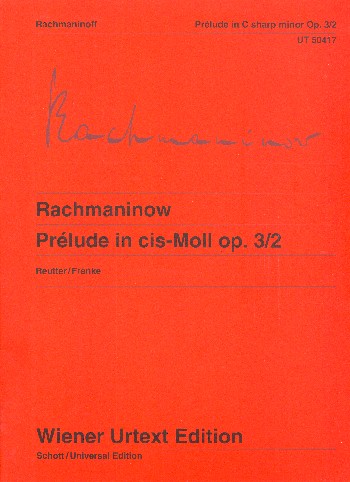 Rachmaninoff
Prélude in C sharp minor Op. 3/2
UT 50417
Rachmaninov
Rachmaninow
Prélude in cis-Moll op. 3/2
Reutter/Franke
Wiener Urtext Edition
Schott/Universal Edition